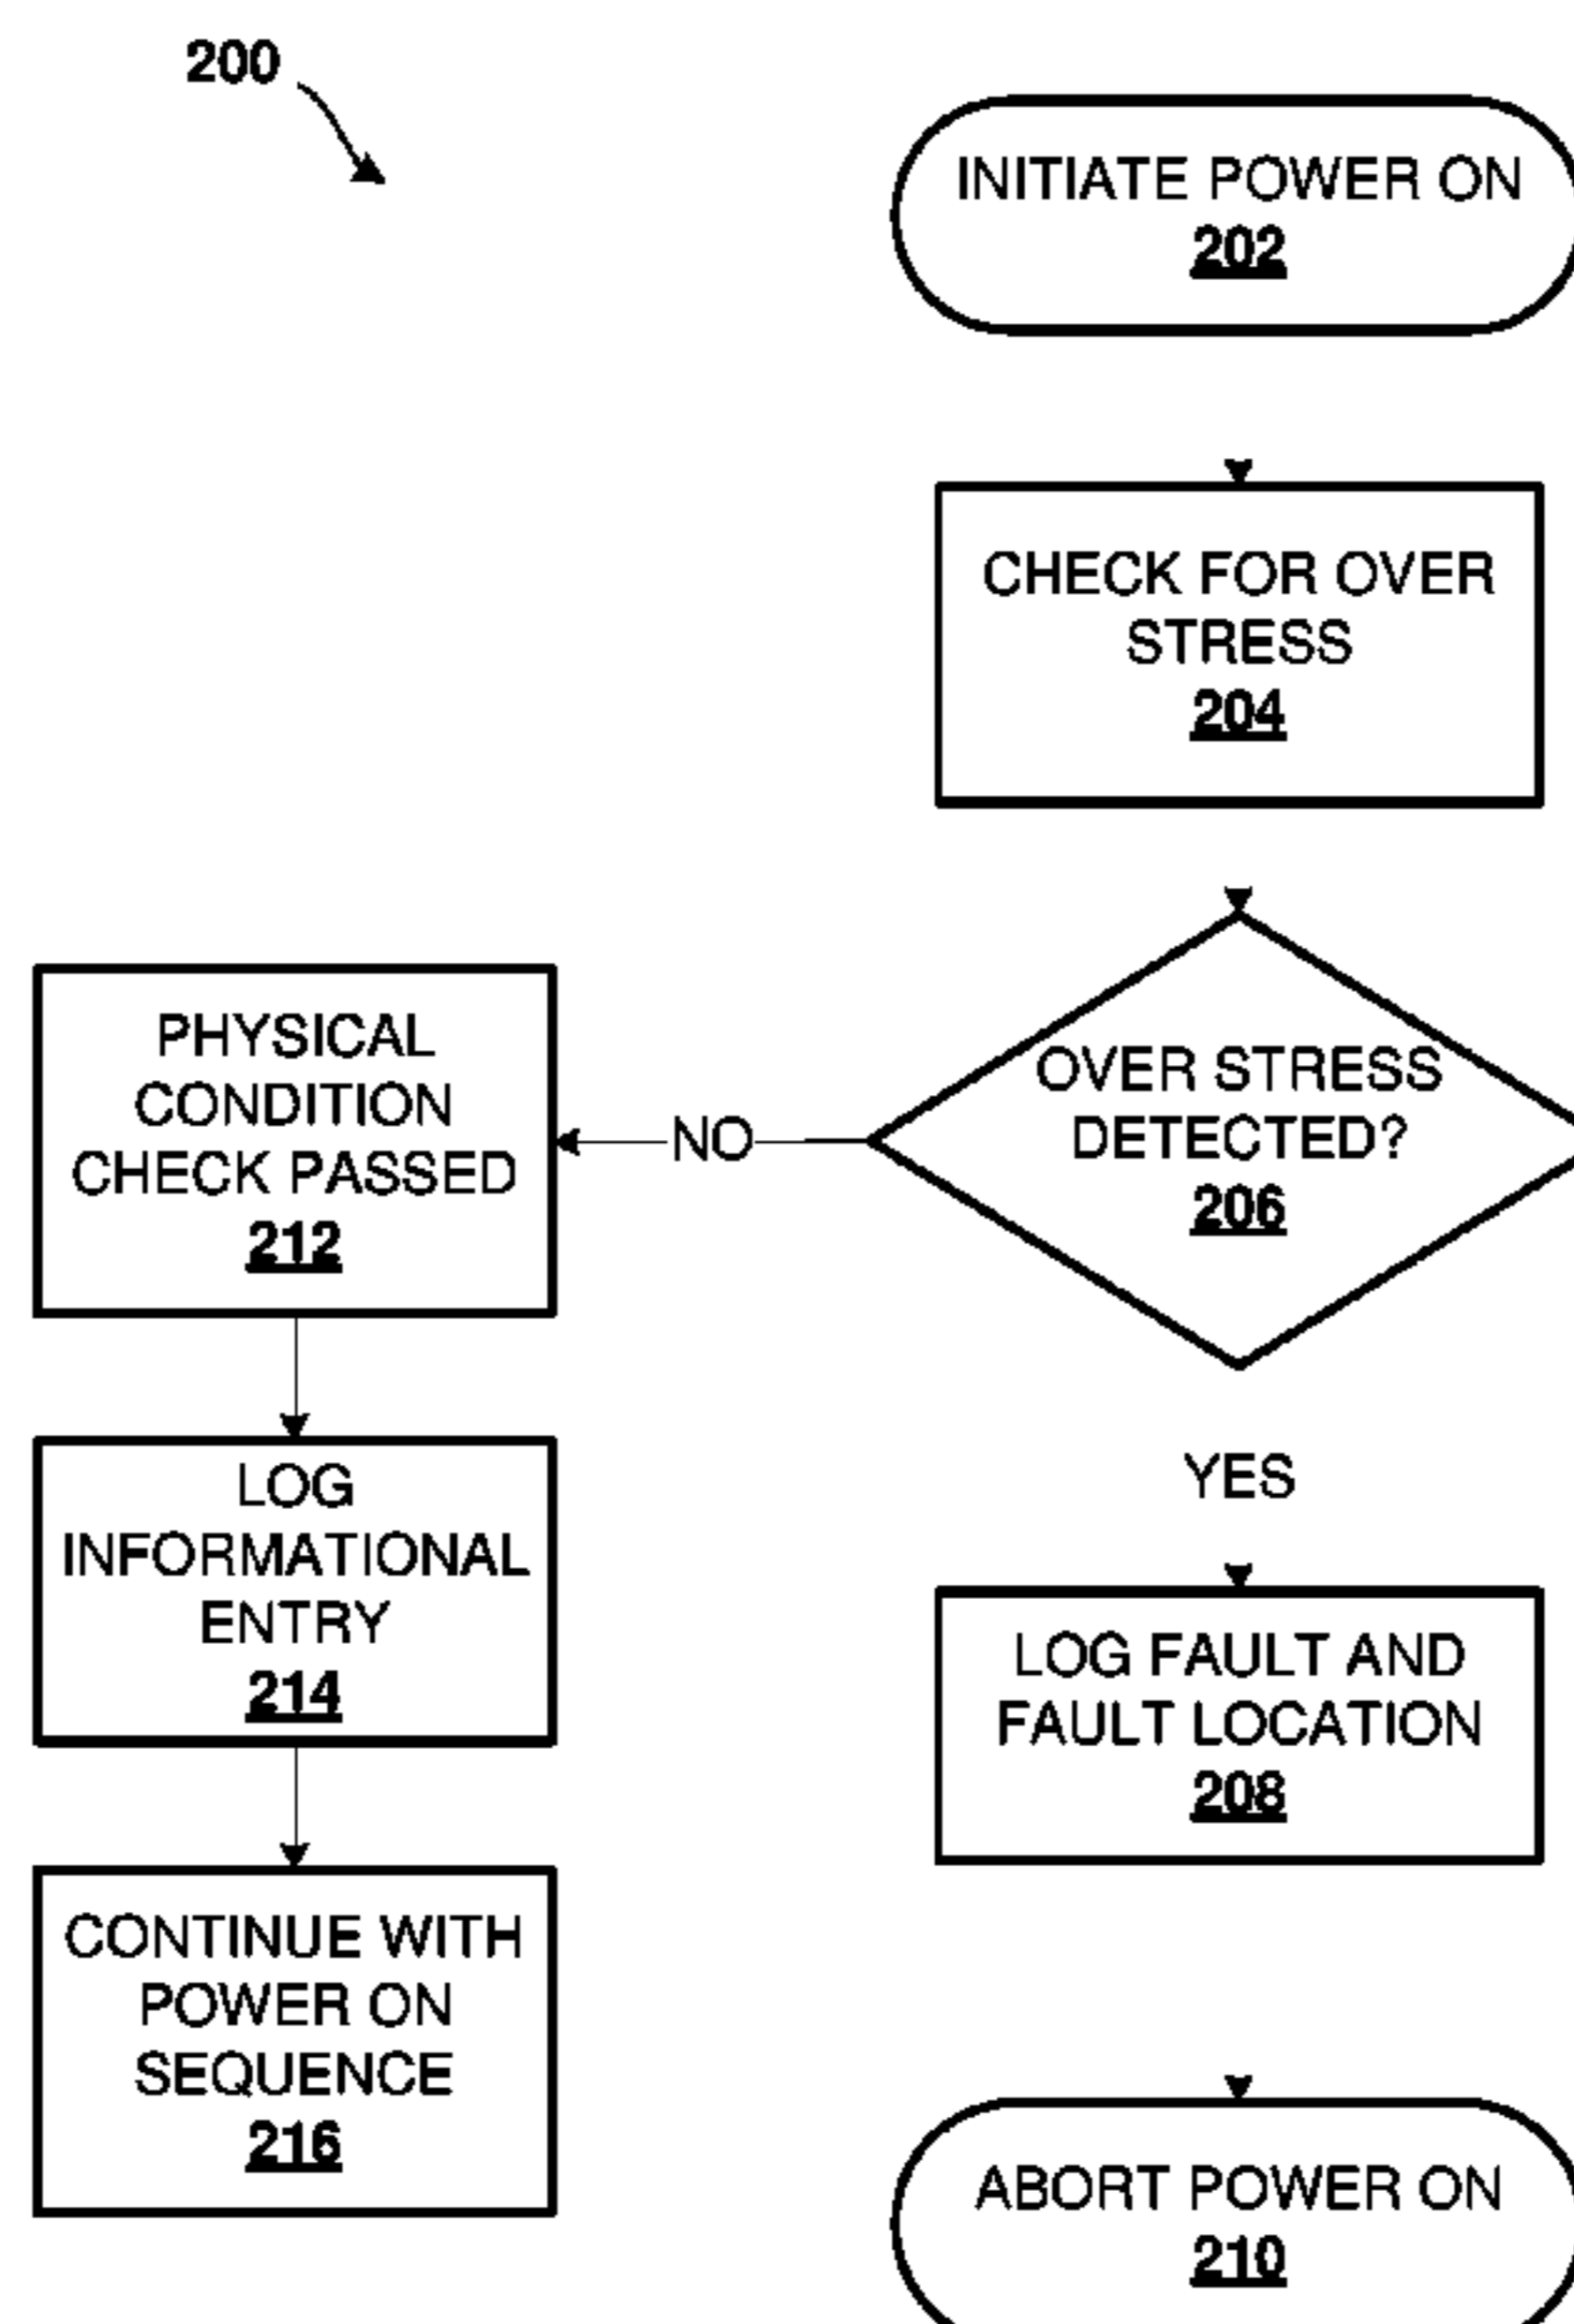 200
INITIATE POWER ON
202
CHECK FOR OVER
STRESS
204
OVER STRESS
DETECTED?
206
NO
YES
LOG FAULT AND
FAULT LOCATION
208
ABORT POWER ON
210
PHYSICAL
CONDITION
CHECK PASSED
212
LOG
INFORMATIONAL
ENTRY
214
CONTINUE WITH
POWER ON
SEQUENCE
216